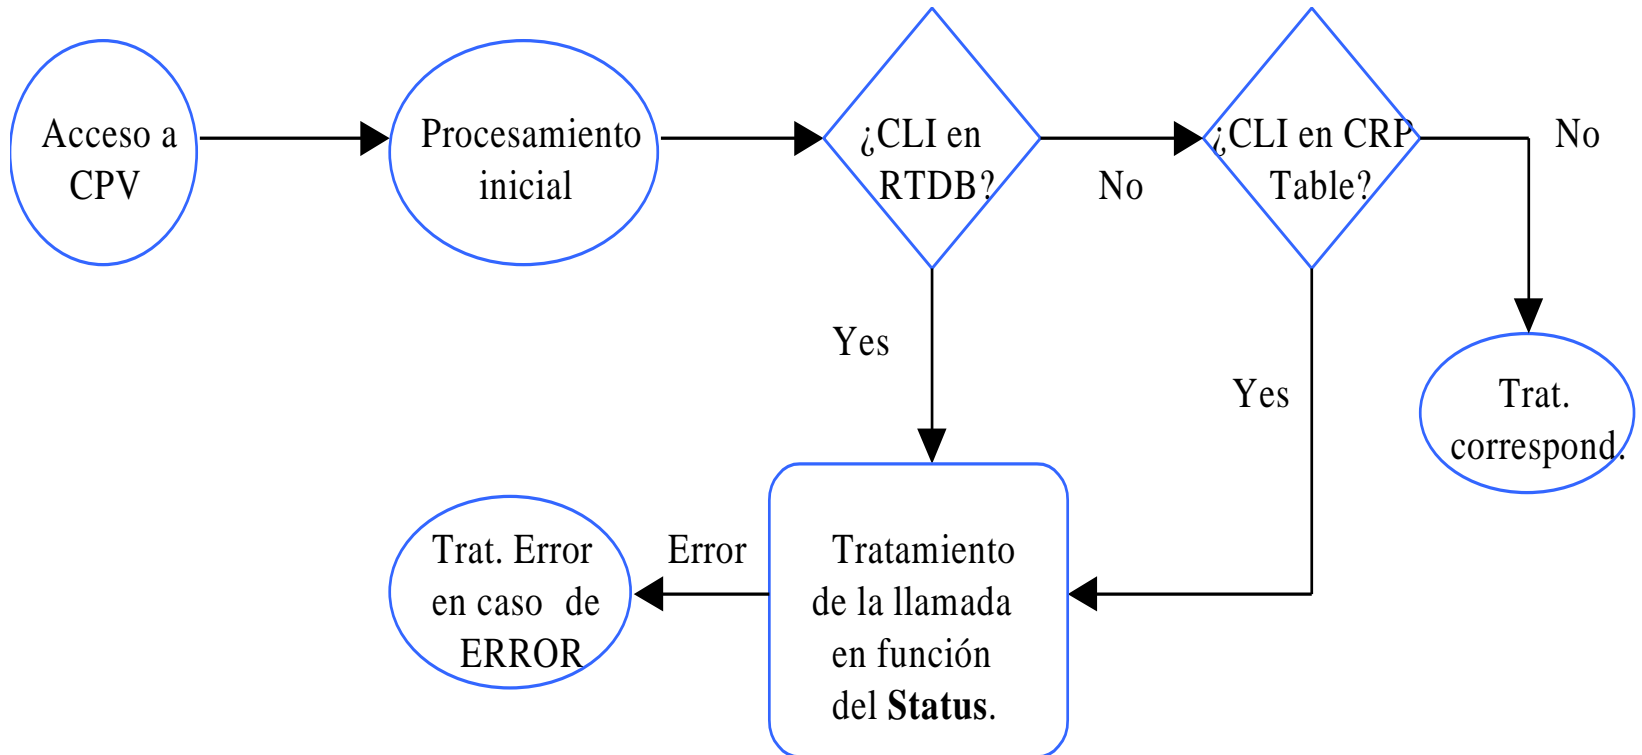 Acceso a
CPV
Procesamiento
inicial
¿CLI en
RTDB?
No
¿CLI en CRP
Table?
No
Yes
Yes
Trat.
correspond.
Trat. Error
en caso de
ERROR
Error
Tratamiento
de la llamada
en función
del Status.